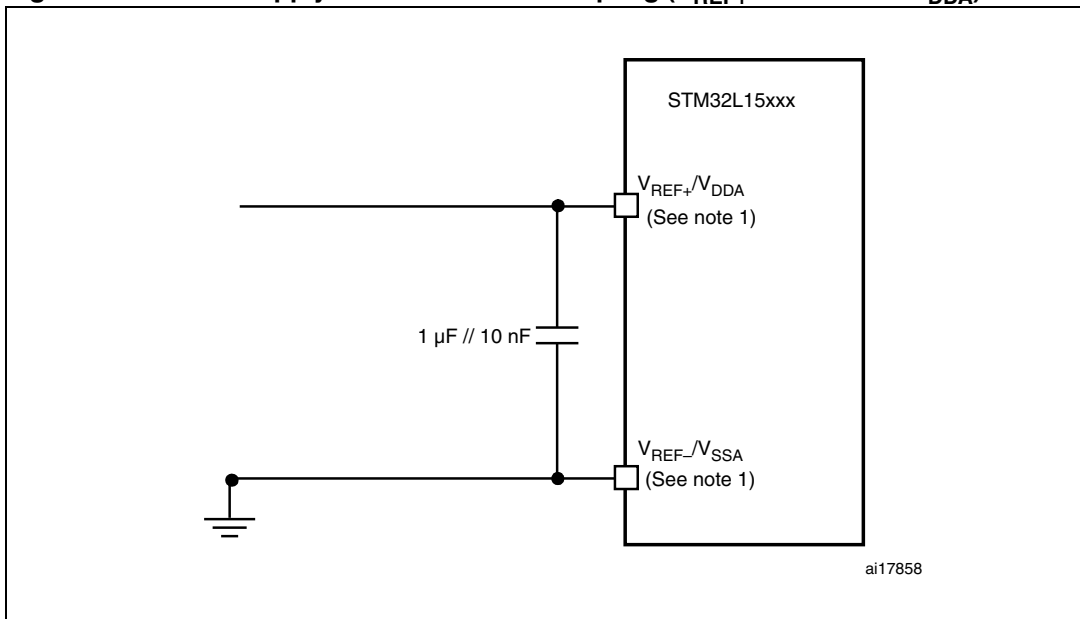 STM32L15xxx
VREF+/VDDA
(See note 1)
1 µF // 10 nF
VREF–/VSSA
(See note 1)
ai17858